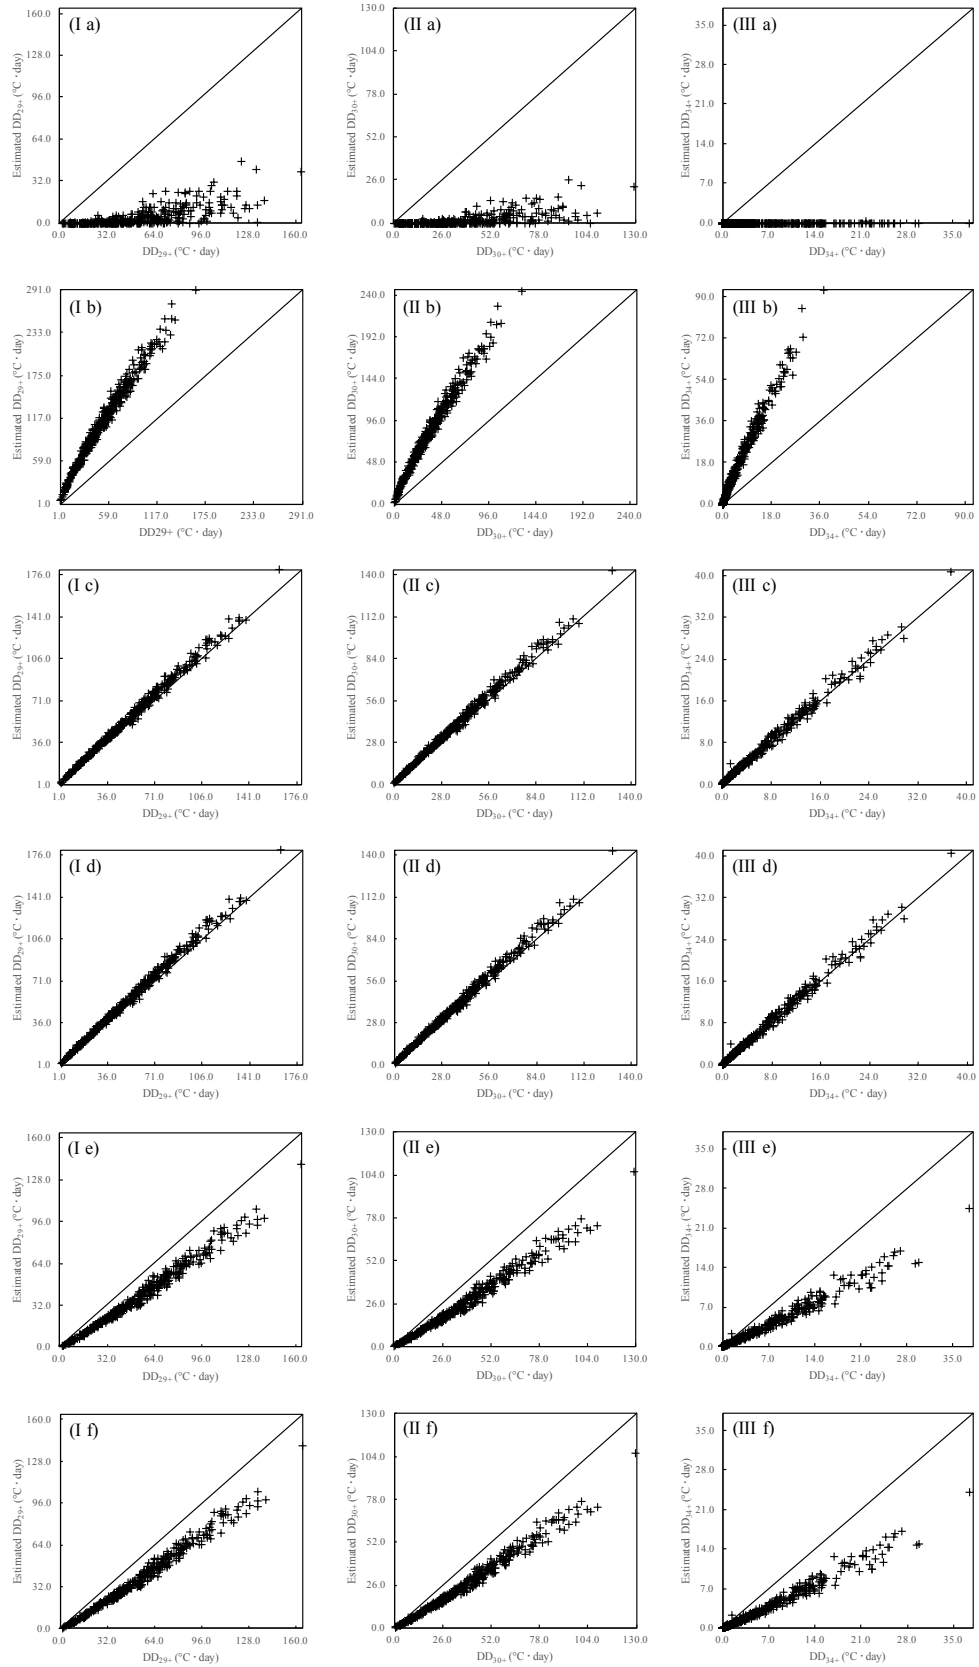 (I a)
Estimated DD29+ (°C・day)
160.0
128.0
96.0
64.0
32.0
0.0
0.0 32.0 64.0 96.0 128.0 160.0
DD29+ (°C・day)
(II a)
Estimated DD30+ (°C・day)
130.0
104.0
78.0
52.0
26.0
0.0
0.0 26.0 52.0 78.0 104.0 130.0
DD30+ (°C・day)
(III a)
Estimated DD34+ (°C・day)
35.0
28.0
21.0
14.0
7.0
0.0
0.0 7.0 14.0 21.0 28.0 35.0
DD34+ (°C・day)
(I b)
Estimated DD29+ (°C・day)
291.0
233.0
175.0
117.0
59.0
1.0
1.0 59.0 117.0 175.0 233.0 291.0
DD29+ (°C・day)
(II b)
Estimated DD30+ (°C・day)
240.0
192.0
144.0
96.0
48.0
0.0
0.0 48.0 96.0 144.0 192.0 240.0
DD30+ (°C・day)
(III b)
Estimated DD34+ (°C・day)
90.0
72.0
54.0
36.0
18.0
0.0
0.0 18.0 36.0 54.0 72.0 90.0
DD34+ (°C・day)
(I c)
Estimated DD29+ (°C・day)
176.0
141.0
106.0
71.0
36.0
1.0
1.0 36.0 71.0 106.0 141.0 176.0
DD29+ (°C・day)
(II c)
Estimated DD30+ (°C・day)
140.0
112.0
84.0
56.0
28.0
0.0
0.0 28.0 56.0 84.0 112.0 140.0
DD30+ (°C・day)
(III c)
Estimated DD34+ (°C・day)
40.0
32.0
24.0
16.0
8.0
0.0
0.0 8.0 16.0 24.0 32.0 40.0
DD34+ (°C・day)
(I d)
Estimated DD29+ (°C・day)
176.0
141.0
106.0
71.0
36.0
1.0
1.0 36.0 71.0 106.0 141.0 176.0
DD29+ (°C・day)
(II d)
Estimated DD30+ (°C・day)
140.0
112.0
84.0
56.0
28.0
0.0
0.0 28.0 56.0 84.0 112.0 140.0
DD30+ (°C・day)
(III d)
Estimated DD34+ (°C・day)
40.0
32.0
24.0
16.0
8.0
0.0
0.0 8.0 16.0 24.0 32.0 40.0
DD34+ (°C・day)
(I e)
Estimated DD29+ (°C・day)
160.0
128.0
96.0
64.0
32.0
0.0
0.0 32.0 64.0 96.0 128.0 160.0
DD29+ (°C・day)
(II e)
Estimated DD30+ (°C・day)
130.0
104.0
78.0
52.0
26.0
0.0
0.0 26.0 52.0 78.0 104.0 130.0
DD30+ (°C・day)
(III e)
Estimated DD34+ (°C・day)
35.0
28.0
21.0
14.0
7.0
0.0
0.0 7.0 14.0 21.0 28.0 35.0
DD34+ (°C・day)
(I f)
Estimated DD29+ (°C・day)
160.0
128.0
96.0
64.0
32.0
0.0
0.0 32.0 64.0 96.0 128.0 160.0
DD29+ (°C・day)
(II f)
Estimated DD30+ (°C・day)
130.0
104.0
78.0
52.0
26.0
0.0
0.0 26.0 52.0 78.0 104.0 130.0
DD30+ (°C・day)
(III f)
Estimated DD34+ (°C・day)
35.0
28.0
21.0
14.0
7.0
0.0
0.0 7.0 14.0 21.0 28.0 35.0
DD34+ (°C・day)